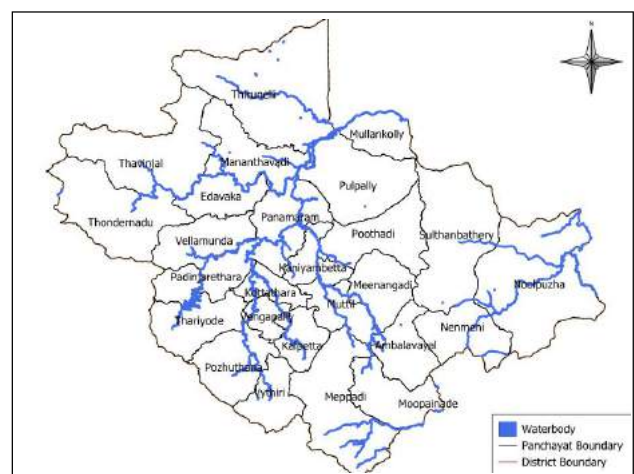 N
Thirunelli
Mullankolly
Thavinjal
Mananthavadi
Pulpally
Edavaka
Thondernadu
Panamaram
Poothadi
Sulthanbathery
Vellamunda
Kaniyambetta
Padinjarethara
Meenangadi
Noolpuzha
Kottathara
Muttil
Thariyode
Vengapally
Nenmeni
Kalpetta
Ambalavayal
Pozhuthana
Vythiri
Meppadi
Moopainade
Waterbody
Panchayat Boundary
District Boundary